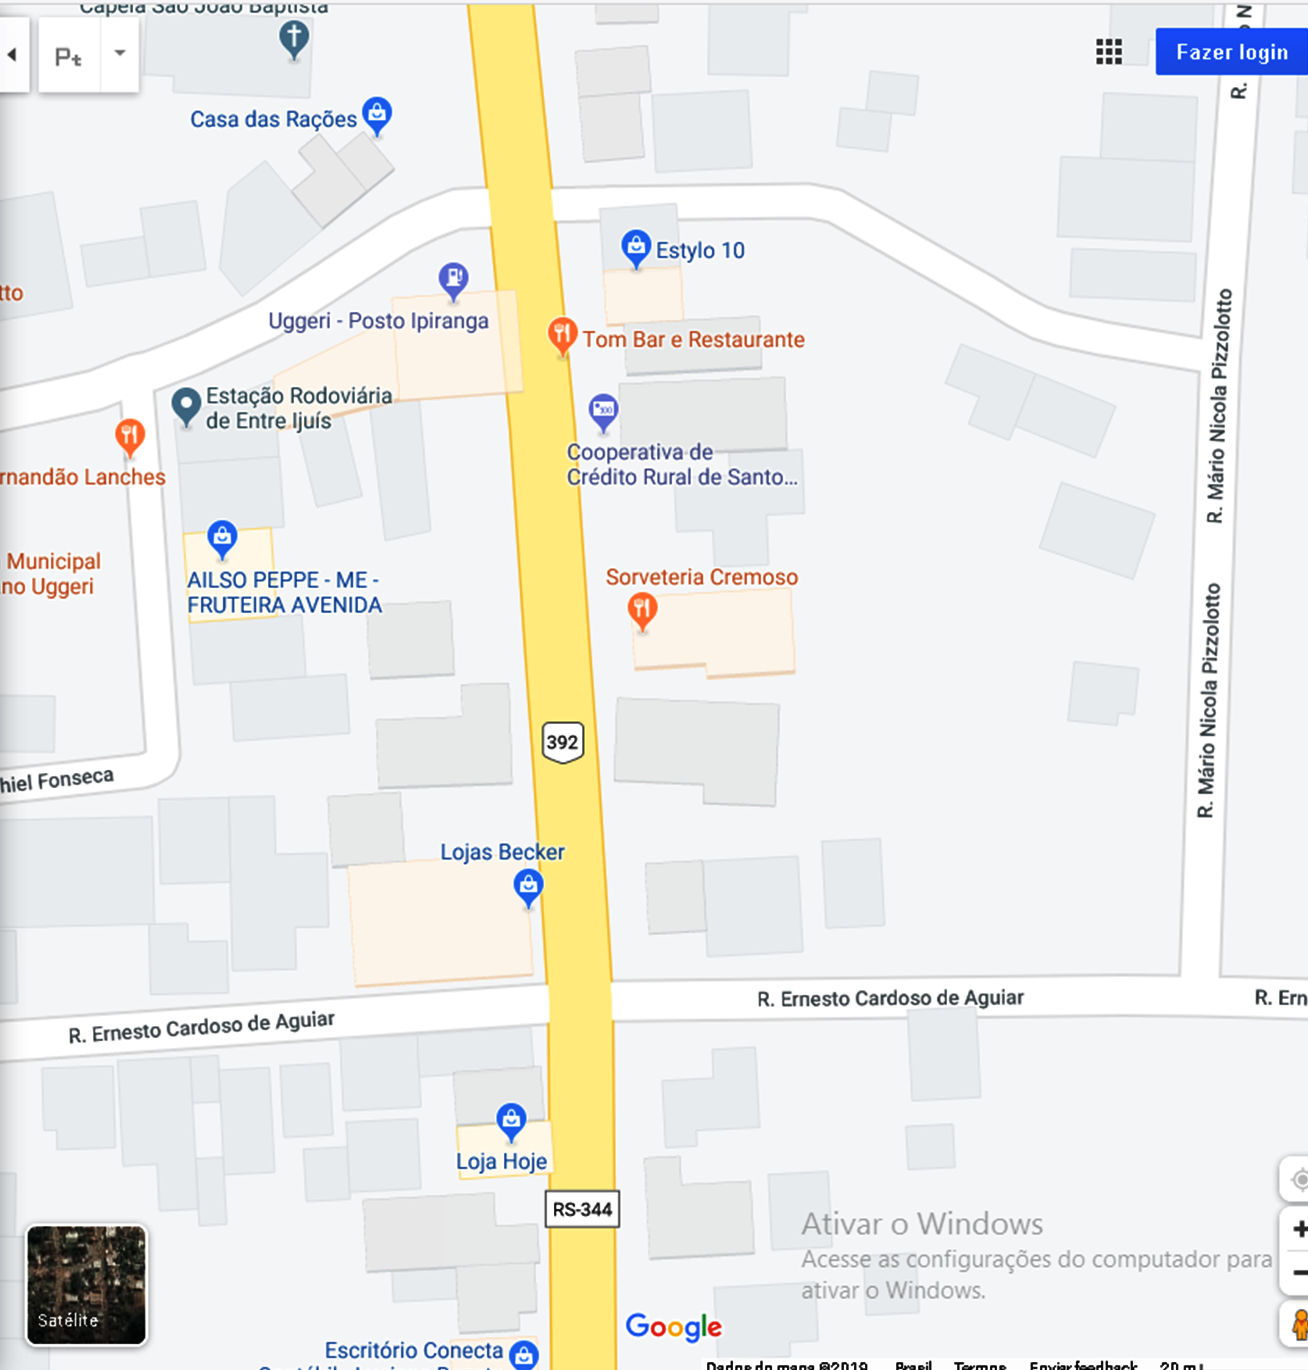 Capela São João Baptista
R. N
Pt
Fazer login
Casa das Rações
Estylo 10
tto
Uggeri - Posto Ipiranga
Tom Bar e Restaurante
R. Mário Nicola Pizzolotto
Estação Rodoviária
de Entre Ijuís
300
Cooperativa de
Crédito Rural de Santo...
rnandão Lanches
Municipal
no Uggeri
AILSO PEPPE - ME -
FRUTEIRA AVENIDA
Sorveteria Cremoso
R. Mário Nicola Pizzolotto
392
hiel Fonseca
Lojas Becker
R. Ernesto Cardoso de Aguiar
R. Ern
R. Ernesto Cardoso de Aguiar
Loja Hoje
RS-344
Ativar o Windows
Acesse as configurações do computador para
ativar o Windows.
Satélite
Google
Escritório Conecta
Dados do mapa ©2019 Brasil Termos Enviar feedback 20 m